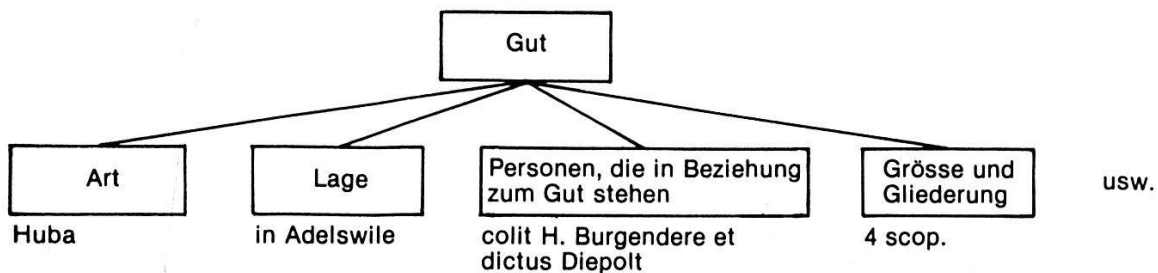 Gut
Art
Lage
Personen, die in Beziehung
zum Gut stehen
Grösse und
Gliederung
usw.
Huba
in Adelswile
colit H. Burgendere et
dictus Diepolt
4 scop.